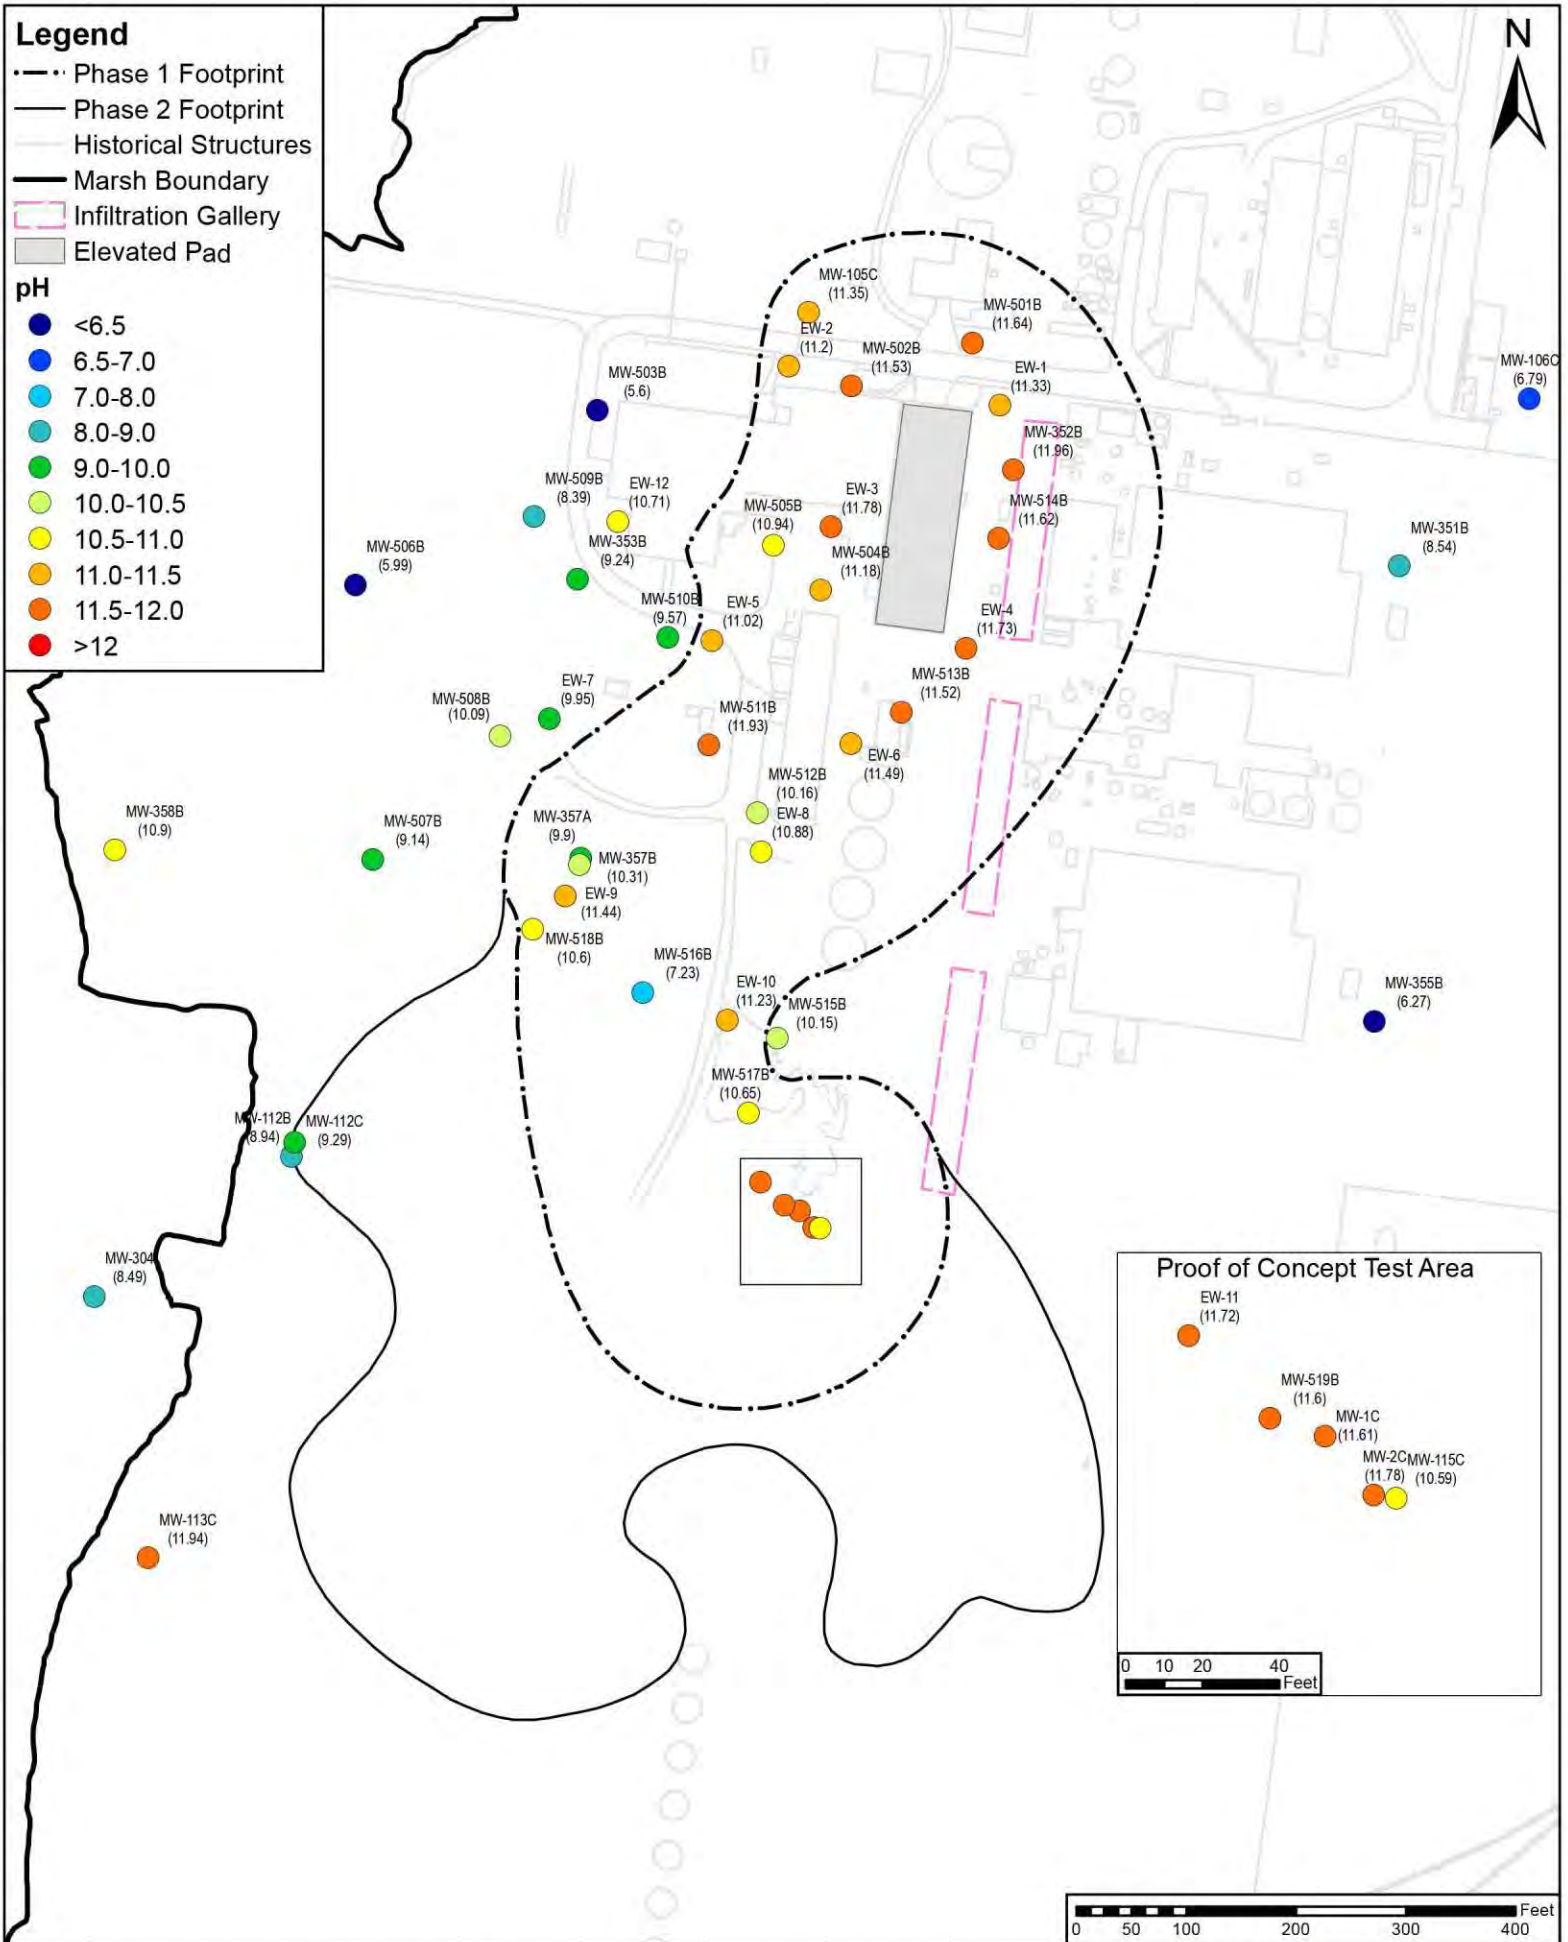 Legend
Phase 1 Footprint
Phase 2 Footprint
Historical Structures
Marsh Boundary
Infiltration Gallery
Elevated Pad
pH
<6.5
6.5-7.0
7.0-8.0
8.0-9.0
9.0-10.0
10.0-10.5
10.5-11.0
11.0-11.5
11.5-12.0
>12
N
MW-105C
(11.35)
EW-2
(11.2)
MW-501B
(11.64)
MW-502B
(11.53)
EW-1
(11.33)
MW-106C
(6.79)
MW-503B
(5.6)
MW-352B
(11.96)
MW-509B
(8.39)
EW-12
(10.71)
MW-505B
(10.94)
EW-3
(11.78)
MW-514B
(11.62)
MW-351B
(8.54)
MW-506B
(5.99)
MW-353B
(9.24)
MW-504B
(11.18)
MW-510B
(9.57)
EW-5
(11.02)
EW-4
(11.73)
MW-508B
(10.09)
EW-7
(9.95)
MW-513B
(11.52)
MW-511B
(11.93)
EW-6
(11.49)
MW-512B
(10.16)
EW-8
(10.88)
MW-358B
(10.9)
MW-507B
(9.14)
MW-357A
(9.9)
MW-357B
(10.31)
EW-9
(11.44)
MW-518B
(10.6)
MW-516B
(7.23)
EW-10
(11.23)
MW-515B
(10.15)
MW-355B
(6.27)
MW-517B
(10.65)
MW-112B
(8.94)
MW-112C
(9.29)
MW-304
(8.49)
MW-113C
(11.94)
Proof of Concept Test Area
EW-11
(11.72)
MW-519B
(11.6)
MW-1C
(11.61)
MW-2C
(11.78)
MW-115C
(10.59)
0 10 20 40
Feet
Feet
0 50 100 200 300 400